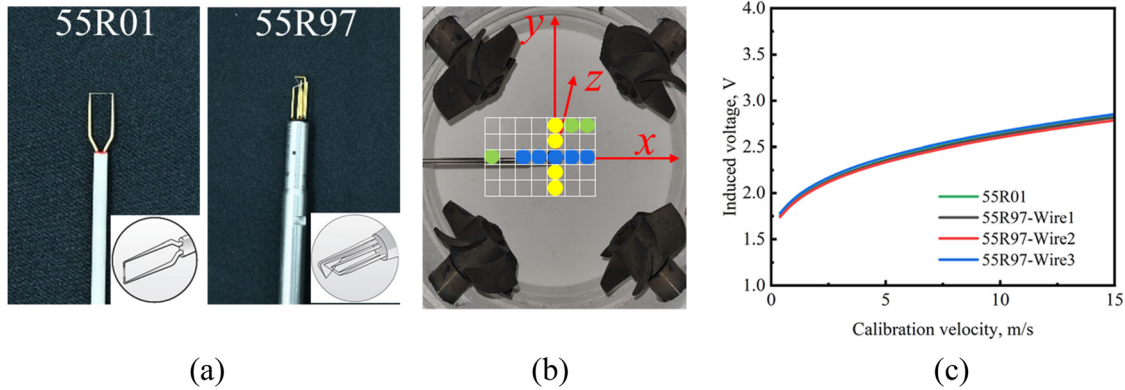 55R01
55R97
y
z
x
Induced voltage, V
4.0
3.5
3.0
2.5
2.0
1.5
1.0
55R01
55R97-Wire1
55R97-Wire2
55R97-Wire3
0
5
10
15
Calibration velocity, m/s
(a)
(b)
(c)